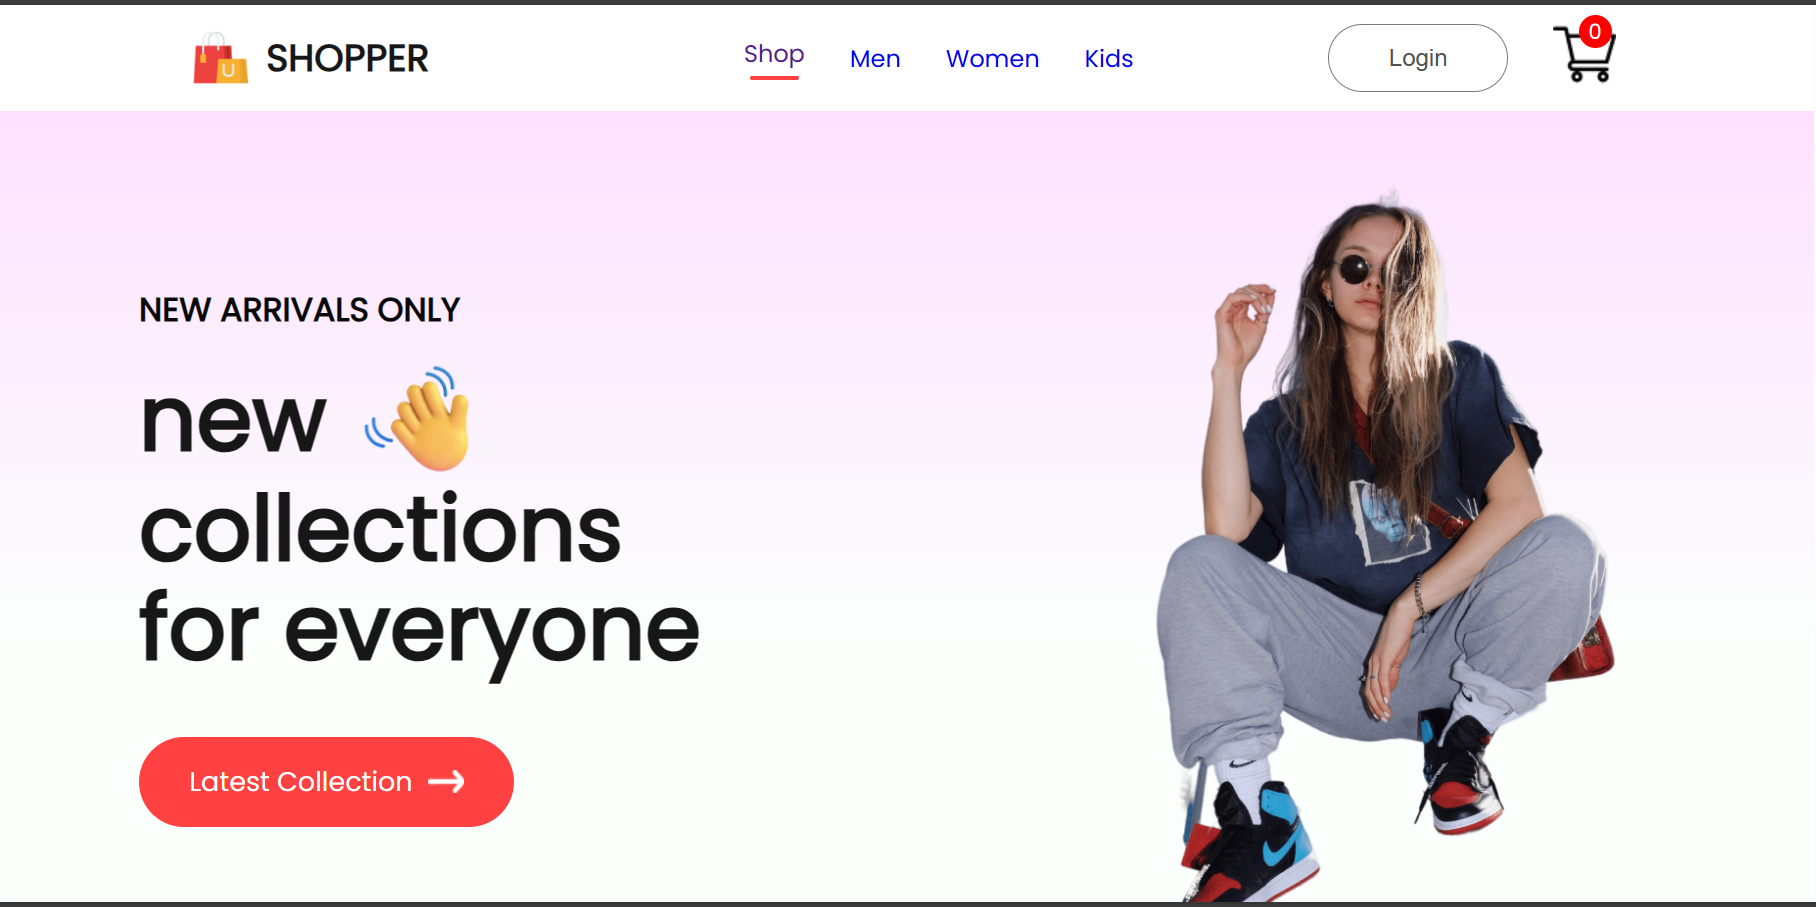 SHOPPER
Shop
Men
Women
Kids
Login
0
NEW ARRIVALS ONLY
new
collections
for everyone
Latest Collection